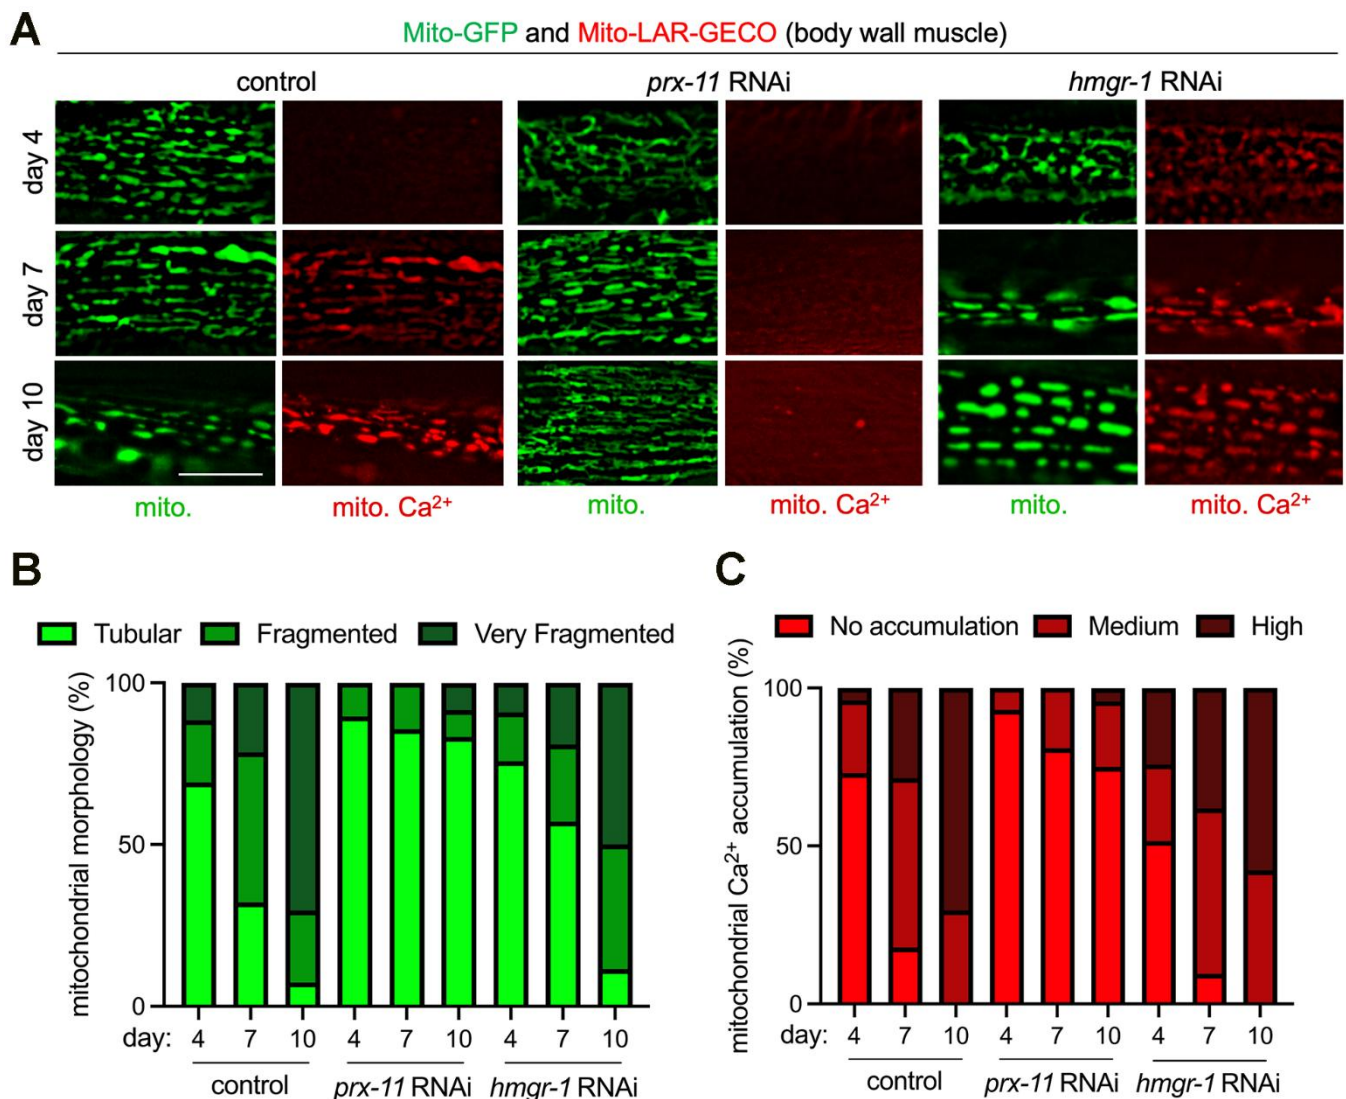 A
Mito-GFP and Mito-LAR-GECO (body wall muscle)
control prx-11 RNAi hmgr-1 RNAi
day 4
day 7
day 10
mito. mito. Ca²⁺ mito. mito. Ca²⁺ mito. mito. Ca²⁺
B
Tubular Fragmented Very Fragmented
mitochondrial morphology (%)
100
50
0
day: 4 7 10 4 7 10 4 7 10
control prx-11 RNAi hmgr-1 RNAi
C
No accumulation Medium High
mitochondrial Ca²⁺ accumulation (%)
100
50
0
day: 4 7 10 4 7 10 4 7 10
control prx-11 RNAi hmgr-1 RNAi